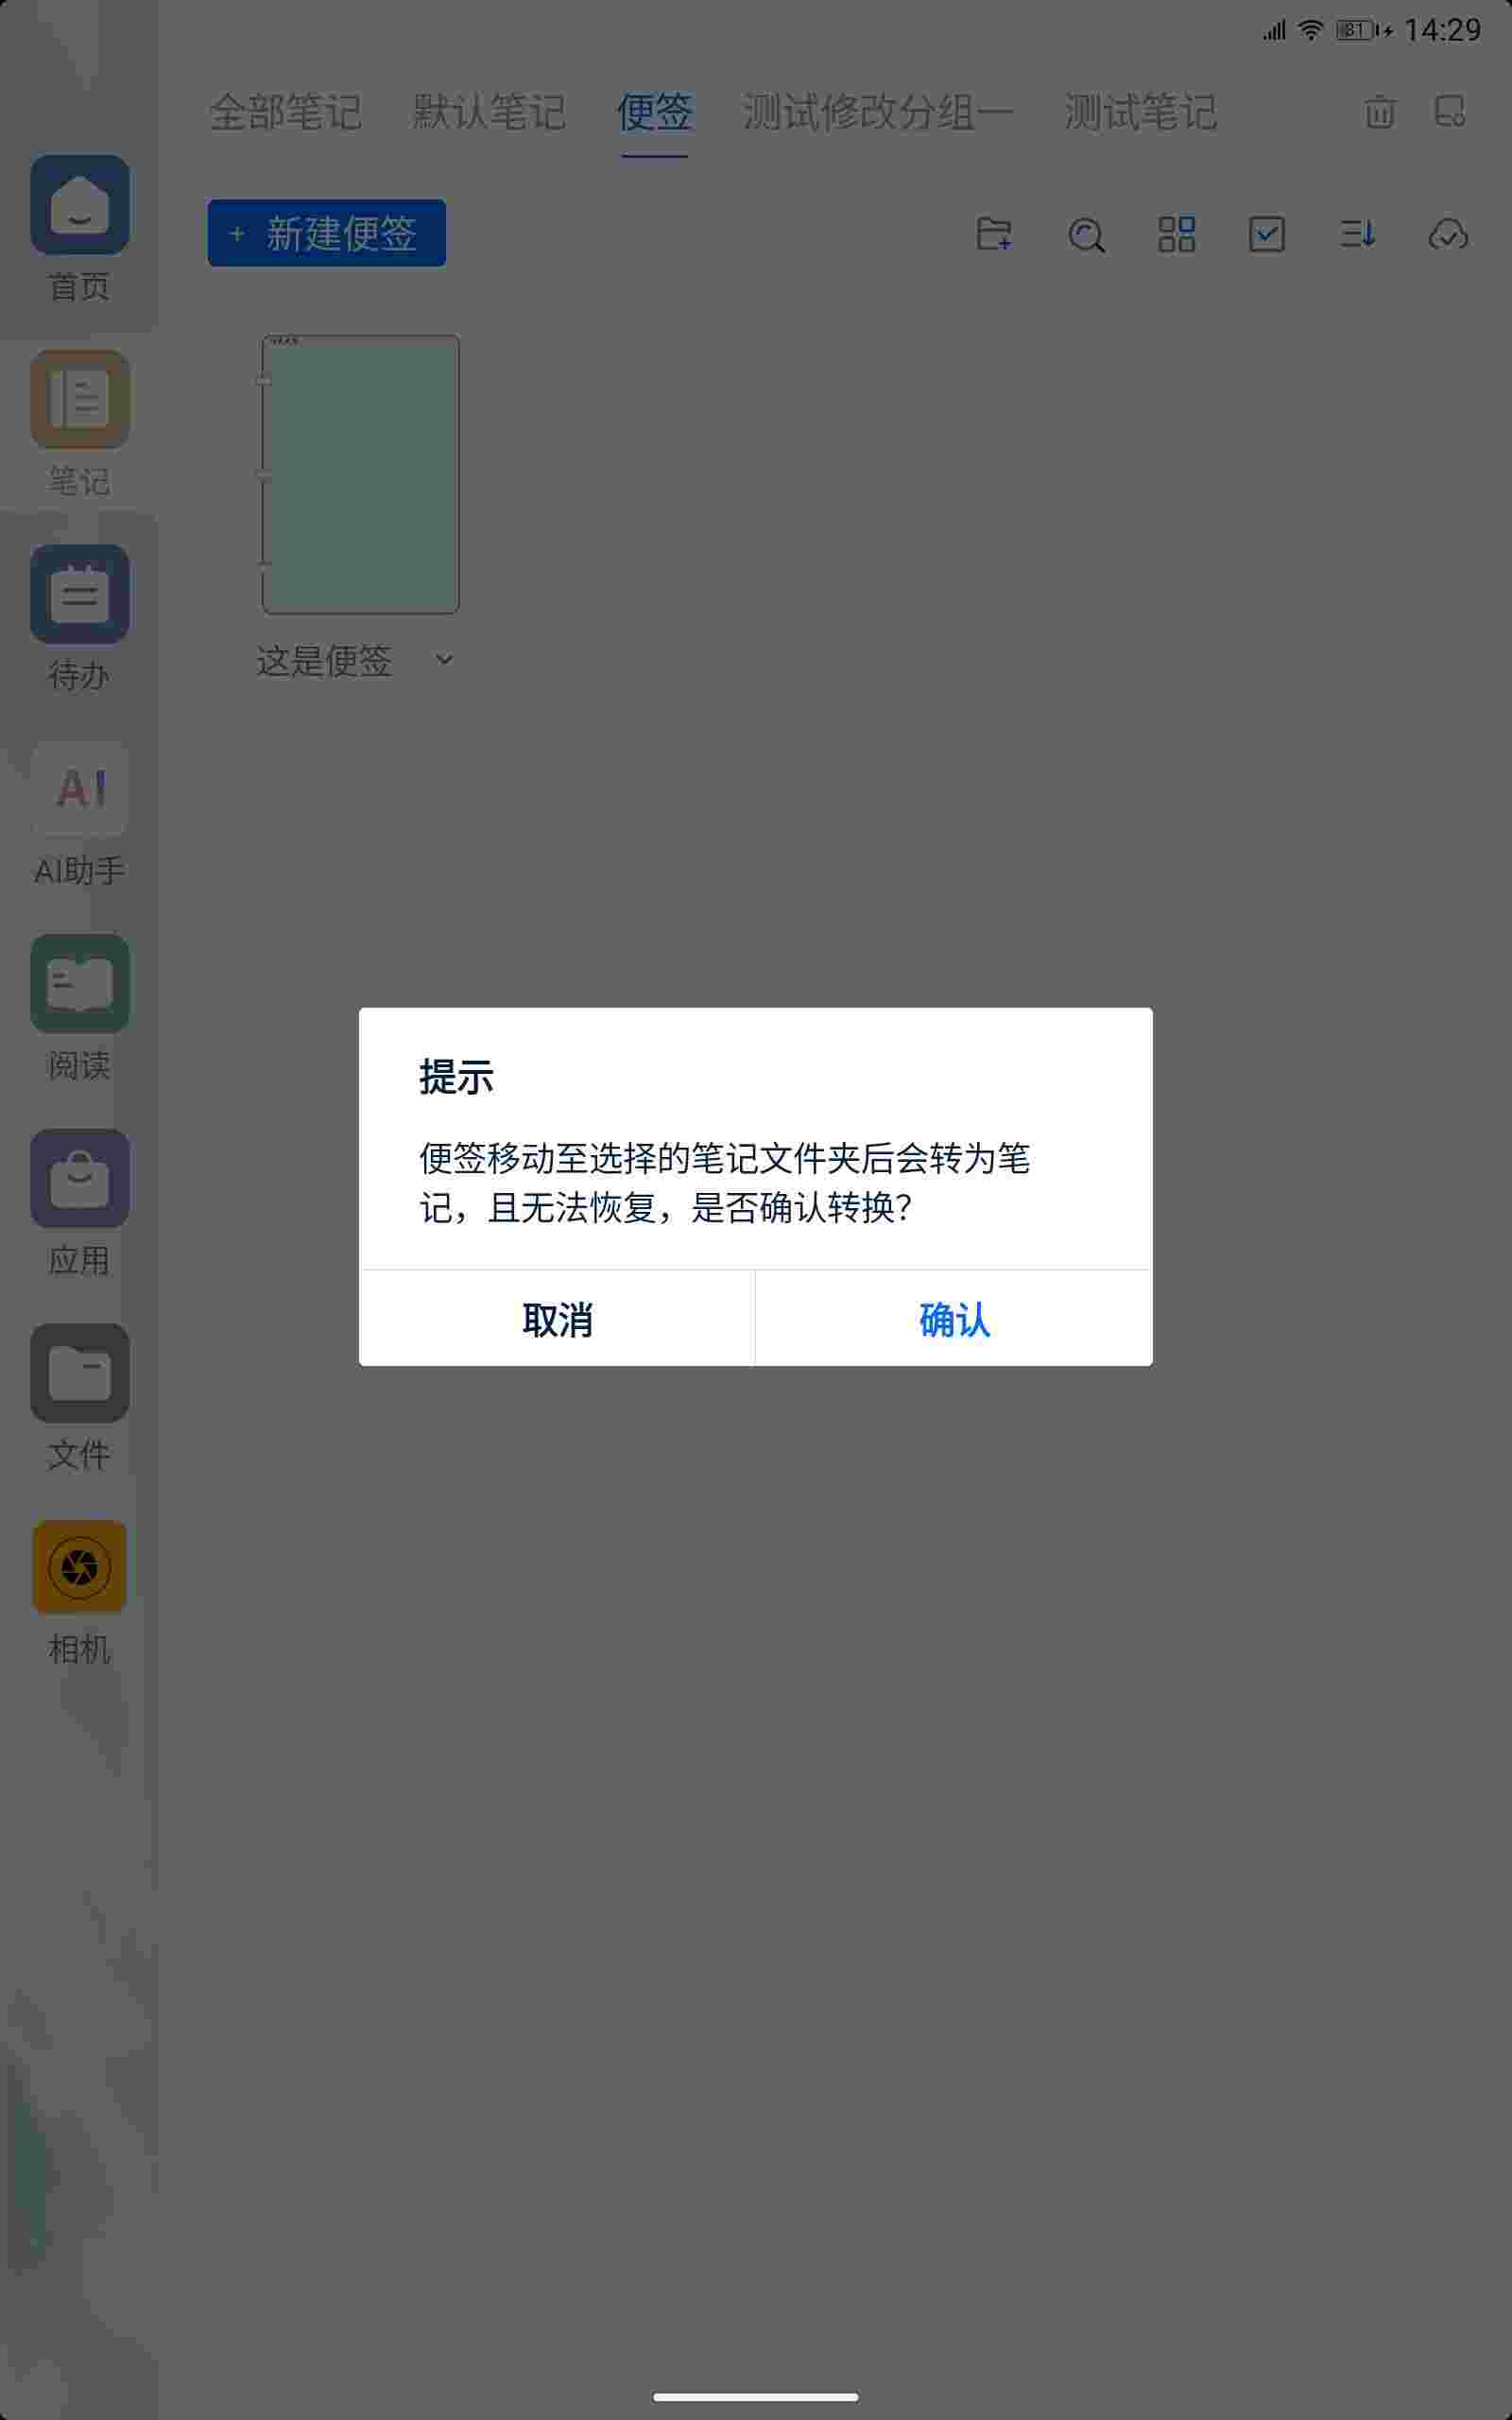 81 14:29
全部笔记 默认笔记 便签 测试修改分组一 测试笔记
+ 新建便签
首页
笔记
待办
AI
AI助手
阅读
应用
文件
相机
这是便签
提示
便签移动至选择的笔记文件夹后会转为笔
记，且无法恢复，是否确认转换？
取消 确认